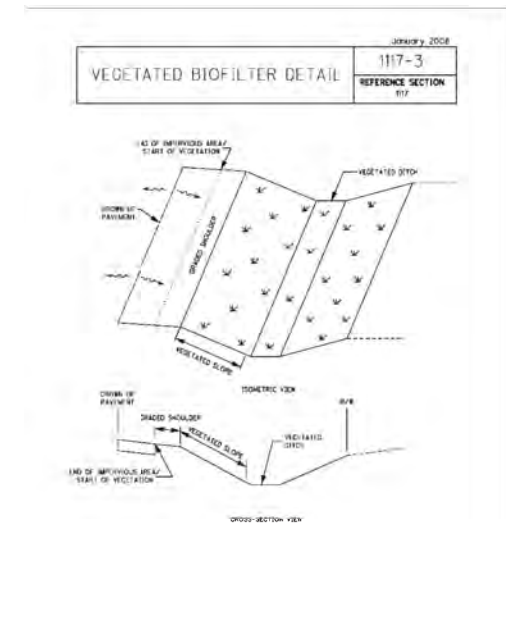 January 2008
VEGETATED BIOFILTER DETAIL
1117-3
REFERENCE SECTION
1117
END OF IMPERVIOUS AREA/
START OF VEGETATION
VEGETATED DITCH
CROWN OF
PAVEMENT
GRADED SHOULDER
VEGETATED SLOPE
ISOMETRIC VIEW
CROWN OF
PAVEMENT
R/W
GRADED SHOULDER
VEGETATED SLOPE
VEGETATED
DITCH
END OF IMPERVIOUS AREA/
START OF VEGETATION
CROSS-SECTION VIEW